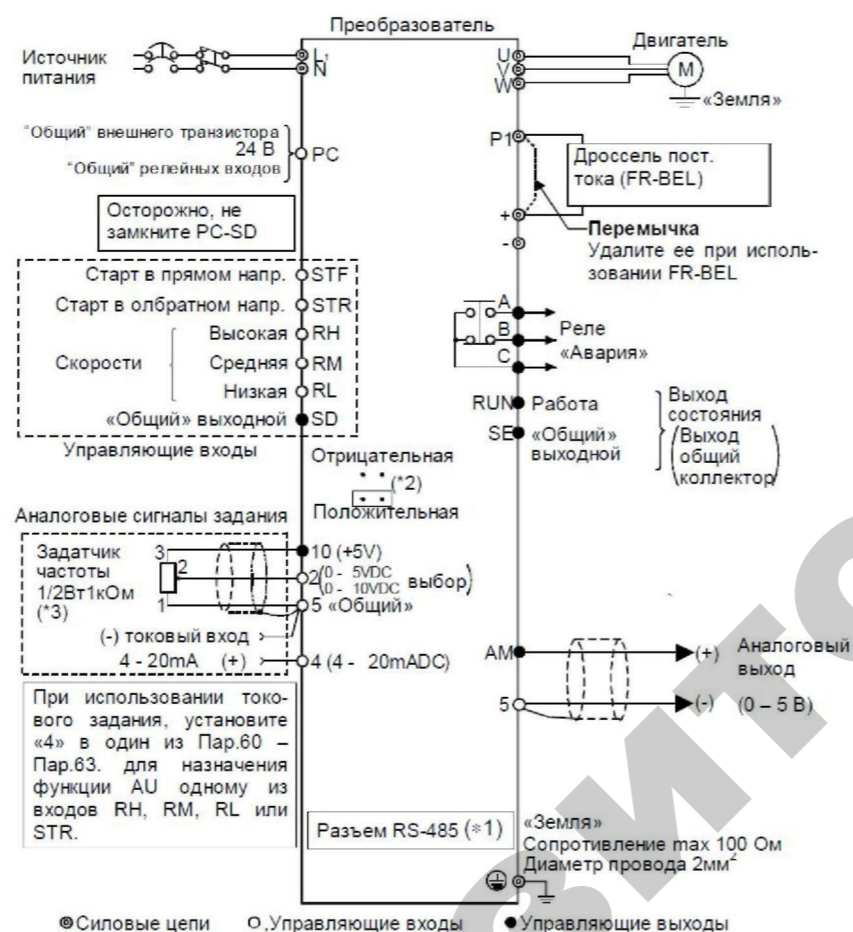 Преобразователь
Источник
питания
L,
N
U
V
W
Двигатель
M
«Земля»
"Общий" внешнего транзистора
24 В
"Общий" релейных входов
PC
P1
Дроссель пост.
тока (FR-BEL)
Осторожно, не
замкните PC-SD
+
-
Перемычка
Удалите ее при исполь-
зовании FR-BEL
Старт в прямом напр. STF
Старт в олбратном напр. STR
Скорости
Высокая RH
Средняя RM
Низкая RL
«Общий» выходной SD
Управляющие входы
A
B
C
Реле
«Авария»
RUN Работа
SE «Общий»
выходной
Выход
состояния
(Выход
общий
коллектор)
Отрицательная
(*2)
Положительная
Аналоговые сигналы задания
Задатчик
частоты
1/2Вт1кОм
(*3)
3
2
1
10 (+5V)
2(0 - 5VDC
0 - 10VDC выбор)
5 «Общий»
(-) токовый вход
4 - 20mA (+)
4 (4 - 20mADC)
AM
5
(+)
(-)
Аналоговый
выход
(0 – 5 В)
При использовании токо-
вого задания, установите
«4» в один из Пар.60 –
Пар.63. для назначения
функции AU одному из
входов RH, RM, RL или
STR.
Разъем RS-485 (*1)
«Земля»
Сопротивление max 100 Ом
Диаметр провода 2мм²
Силовые цепи
,Управляющие входы
Управляющие выходы